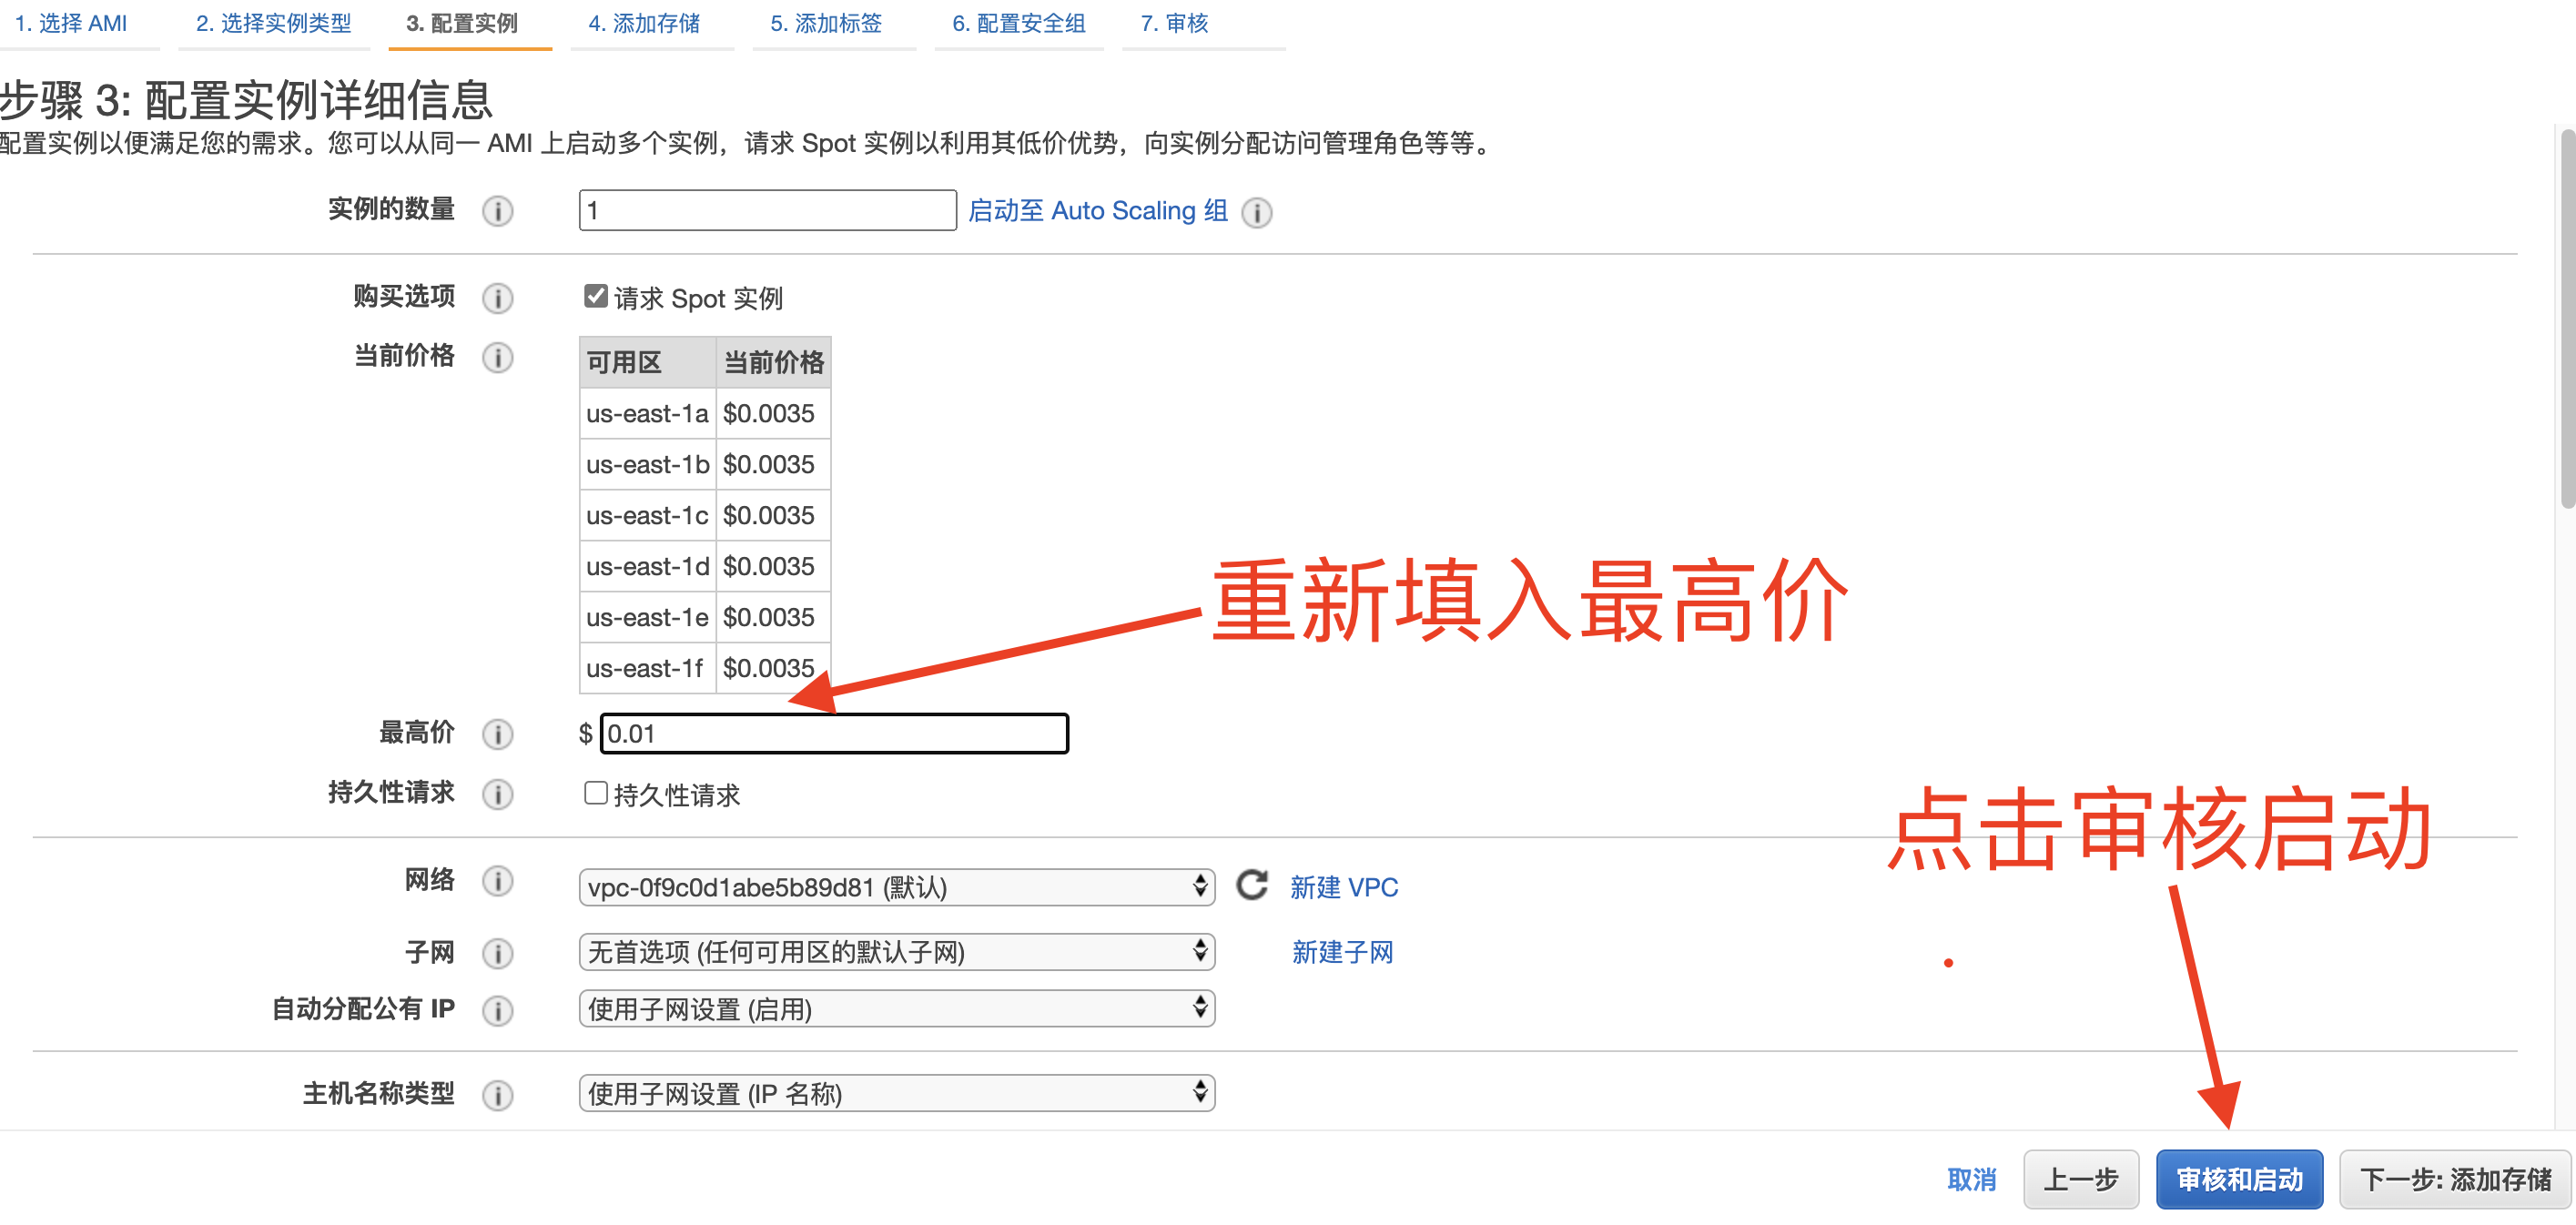 1. 选择 AMI 2. 选择实例类型 3. 配置实例 4. 添加存储 5. 添加标签 6. 配置安全组 7. 审核
步骤 3: 配置实例详细信息
配置实例以便满足您的需求。您可以从同一 AMI 上启动多个实例，请求 Spot 实例以利用其低价优势，向实例分配访问管理角色等等。
实例的数量 1 启动至 Auto Scaling 组
购买选项 请求 Spot 实例
当前价格 可用区 当前价格
us-east-1a $0.0035
us-east-1b $0.0035
us-east-1c $0.0035
us-east-1d $0.0035
us-east-1e $0.0035
us-east-1f $0.0035
重新填入最高价
最高价 $ 0.01
持久性请求 持久性请求
点击审核启动
网络 vpc-0f9c0d1abe5b89d81 (默认) 新建 VPC
子网 无首选项 (任何可用区的默认子网) 新建子网
自动分配公有 IP 使用子网设置 (启用)
主机名称类型 使用子网设置 (IP 名称)
取消 上一步 审核和启动 下一步: 添加存储